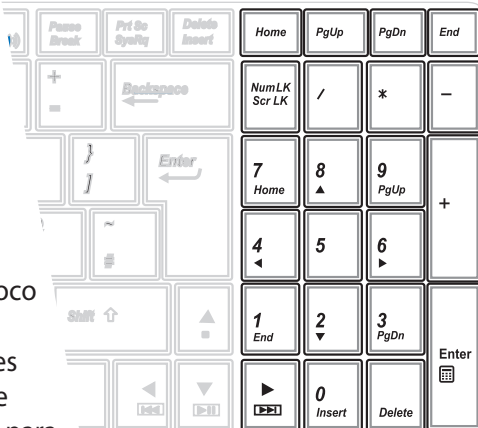 Pause Prt Sc Delete Home PgUp PgDn End
Break SysRq Insert
+ Backspace NumLK / * -
= Scr LK
} Enter 7 8 9 +
] Home PgUp
~ 4 5 6
#
oco
Shift 1 2 3
End PgDn
es Enter
e
0
Insert Delete
para